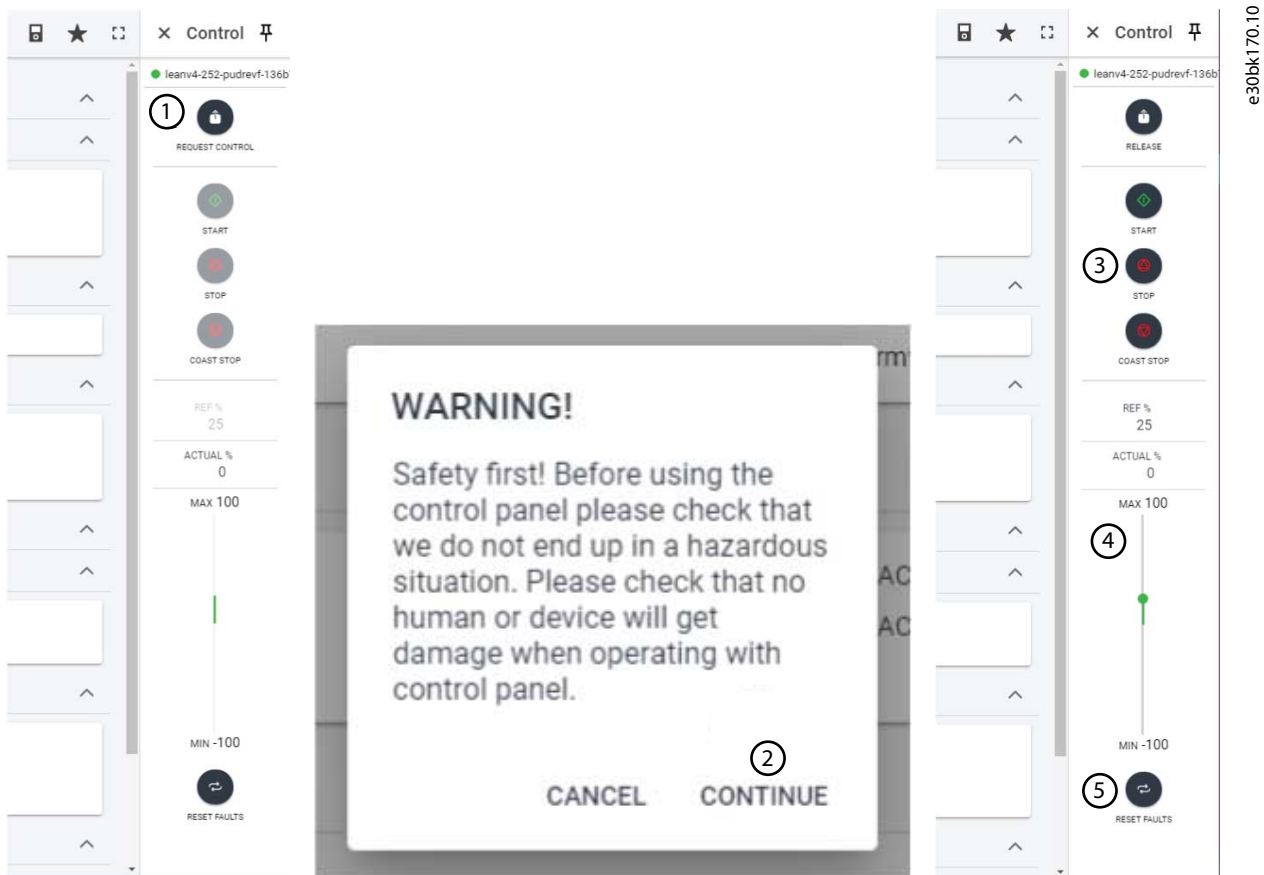 Control
leanv4-252-pudrevf-136b
1
REQUEST CONTROL
START
STOP
COAST STOP
REF %
25
ACTUAL %
0
MAX 100
MIN -100
RESET FAULTS
WARNING!
Safety first! Before using the
control panel please check that
we do not end up in a hazardous
situation. Please check that no
human or device will get
damage when operating with
control panel.
2
CANCEL CONTINUE
AC
AC
Control
leanv4-252-pudrevf-136b
RELEASE
START
3
STOP
COAST STOP
REF %
25
ACTUAL %
0
MAX 100
4
MIN -100
5
RESET FAULTS
e30bk170.10